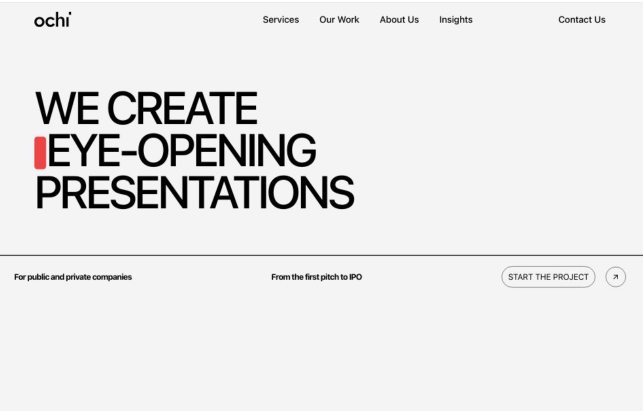 ochi
Services Our Work About Us Insights Contact Us
WE CREATE
EYE-OPENING
PRESENTATIONS
For public and private companies From the first pitch to IPO START THE PROJECT